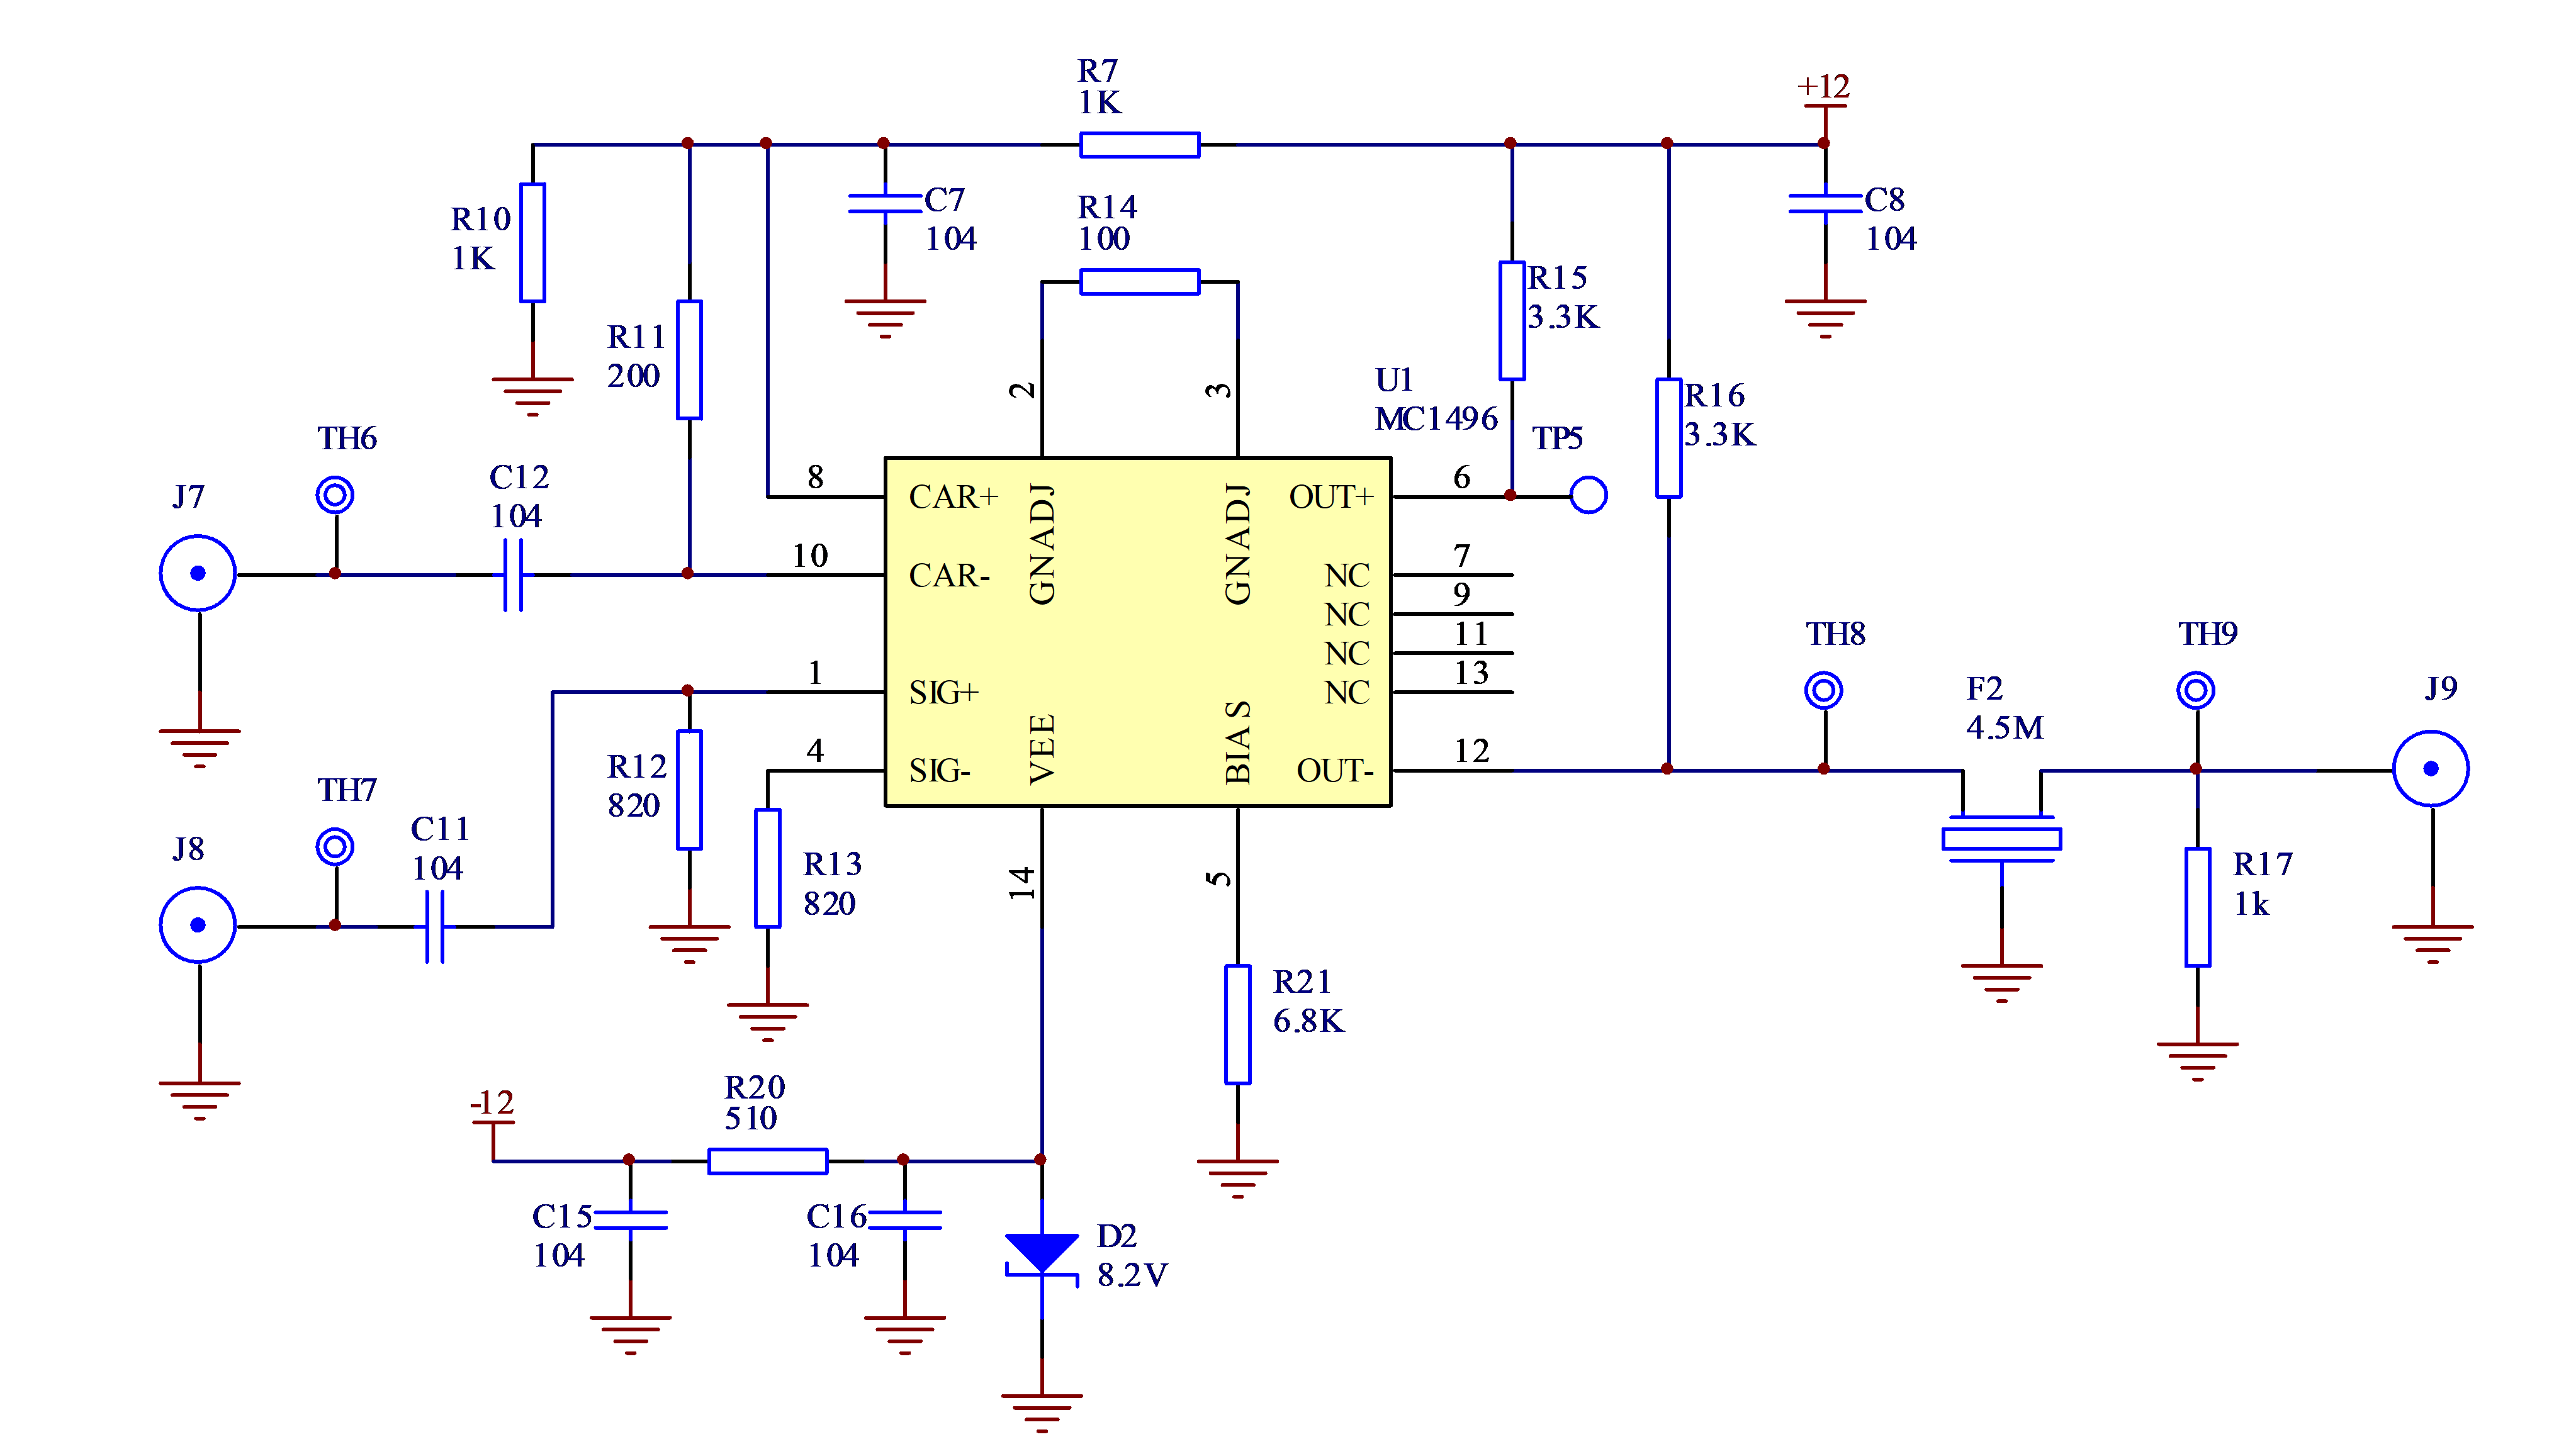 R7
1K
+12
R10
1K
C7
104
R14
100
C8
104
R11
200
R15
3.3K
2
3
U1
MC1496
R16
3.3K
TH6
TP5
J7
C12
104
8
CAR+
GNADJ
GNADJ
OUT+
6
10
CAR-
NC
7
NC
9
NC
11
NC
13
1
SIG+
4
SIG-
VEE
BIAS
OUT-
12
TH8
TH9
F2
4.5M
J9
R12
820
TH7
J8
C11
104
R13
820
14
5
R17
1k
R21
6.8K
-12
R20
510
C15
104
C16
104
D2
8.2V